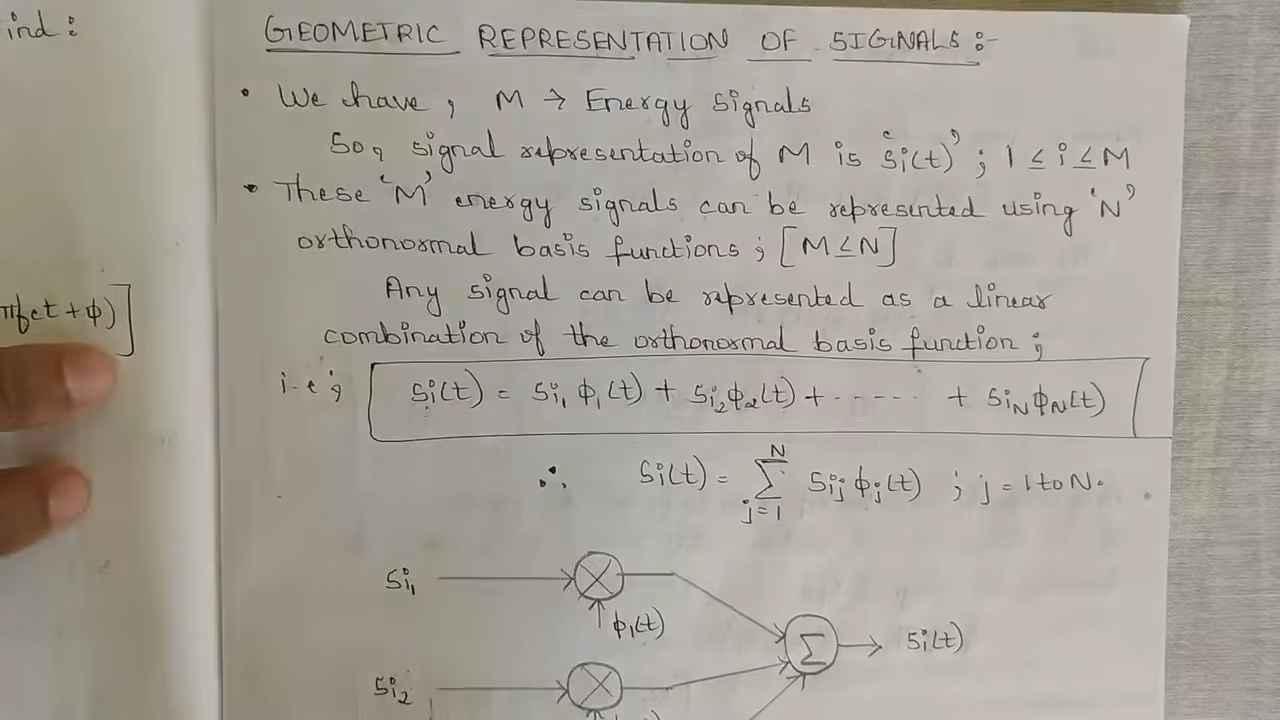 ind :
GEOMETRIC REPRESENTATION OF SIGNALS :-
• We have, M → Energy signals
So, signal representation of M is 'si(t)' ; 1 ≤ i ≤ M
• These 'M' energy signals can be represented using 'N'
orthonormal basis functions ; [M ≤ N]
πfct + φ)]
Any signal can be represented as a linear
combination of the orthonormal basis function ;
i.e ; si(t) = si1 φ1(t) + si2 φ2(t) + ------ + siN φN(t)
∴ si(t) = N Σ j=1 sij φj(t) ; j = 1 to N.
si1
φ1(t)
Σ si(t)
si2